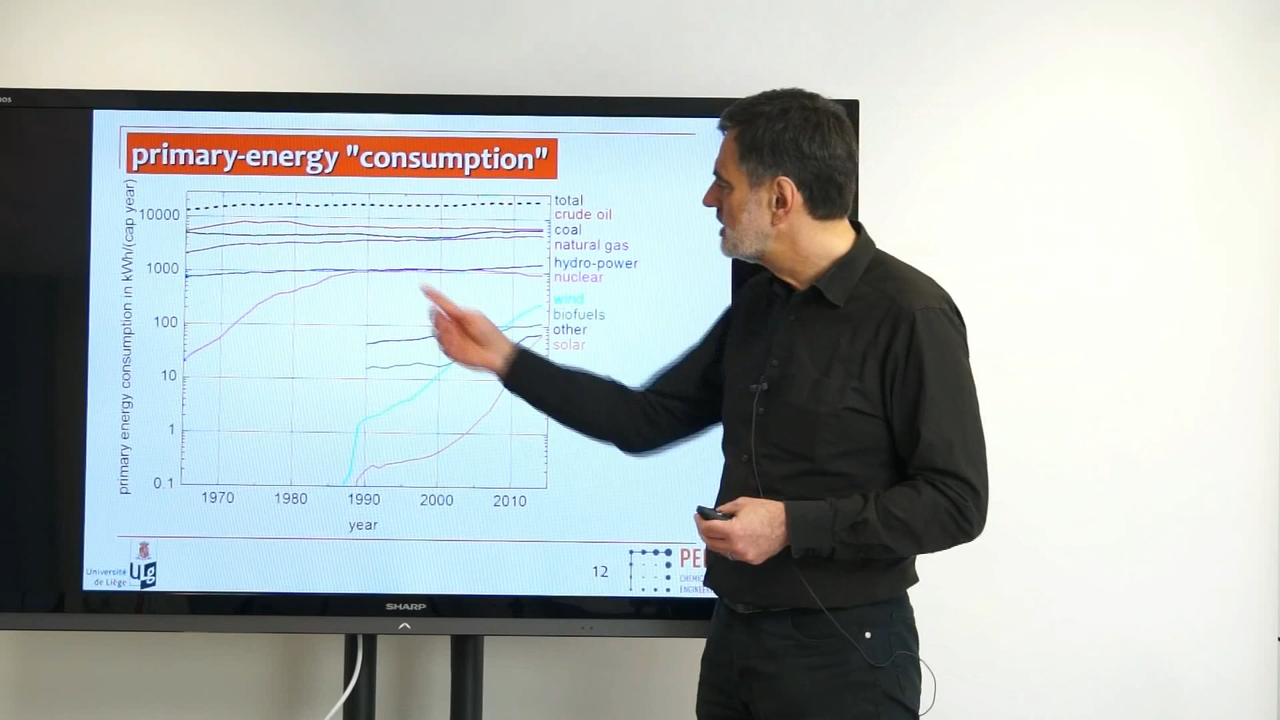 primary-energy "consumption"
primary energy consumption in kWh/(cap year)
10000
1000
100
10
1
0.1
1970 1980 1990 2000 2010
year
total
crude oil
coal
natural gas
hydro-power
nuclear
wind
biofuels
other
solar
Université
de Liège
12
SHARP